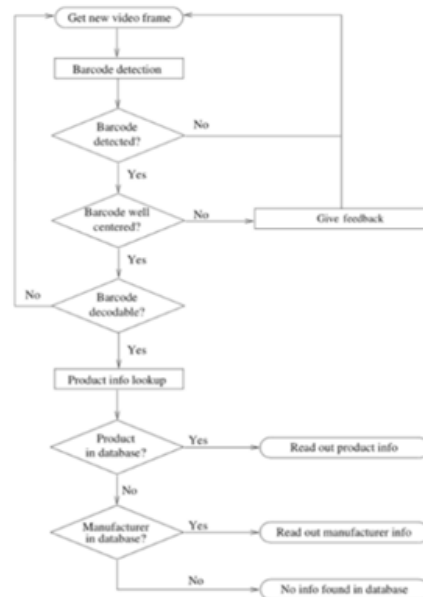 Get new video frame
Barcode detection
Barcode
detected?
No
Yes
Barcode well
centered?
No
Give feedback
Yes
Barcode
decodable?
No
Yes
Product info lookup
Product
in database?
Yes
Read out product info
No
Manufacturer
in database?
Yes
Read out manufacturer info
No
No info found in database